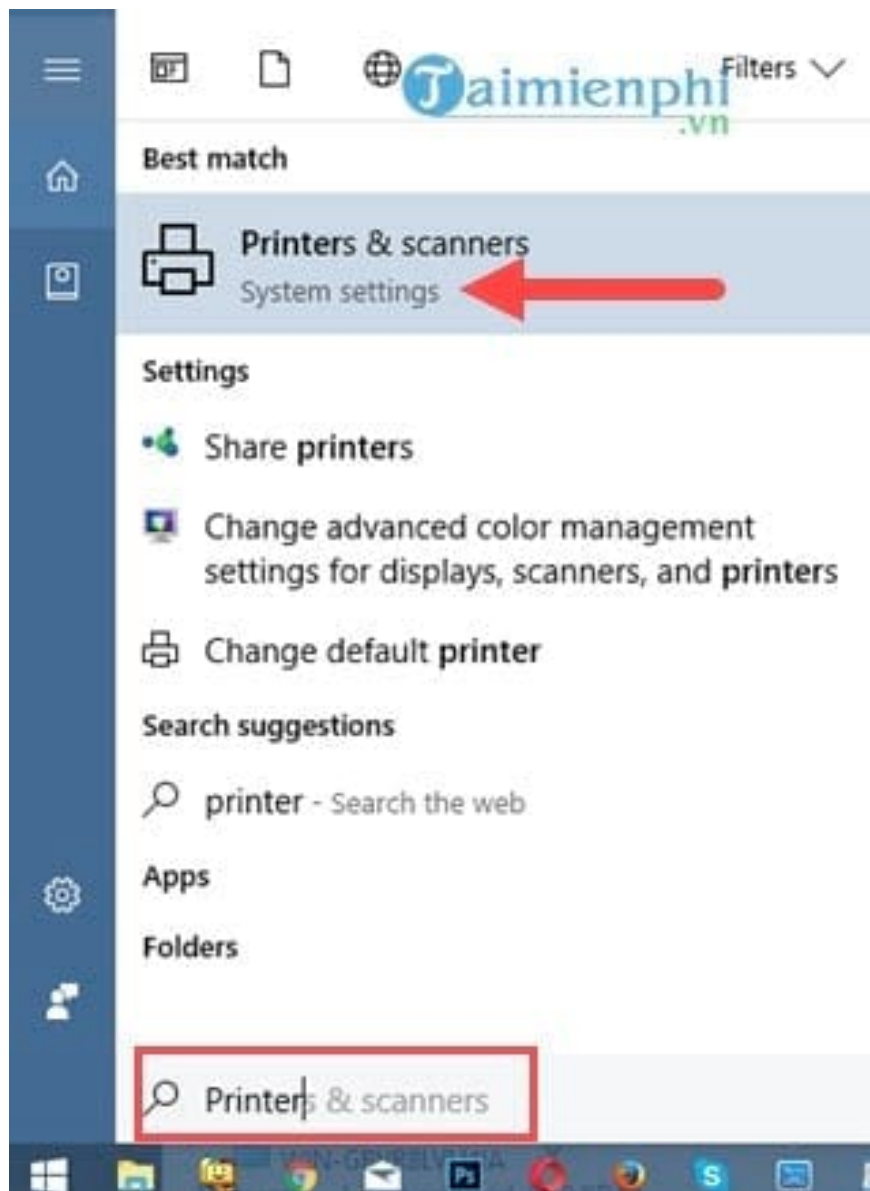 Taimienphi
.vn
Filters
Best match
Printers & scanners
System settings
Settings
Share printers
Change advanced color management
settings for displays, scanners, and printers
Change default printer
Search suggestions
printer - Search the web
Apps
Folders
Printers & scanners
Ps
S